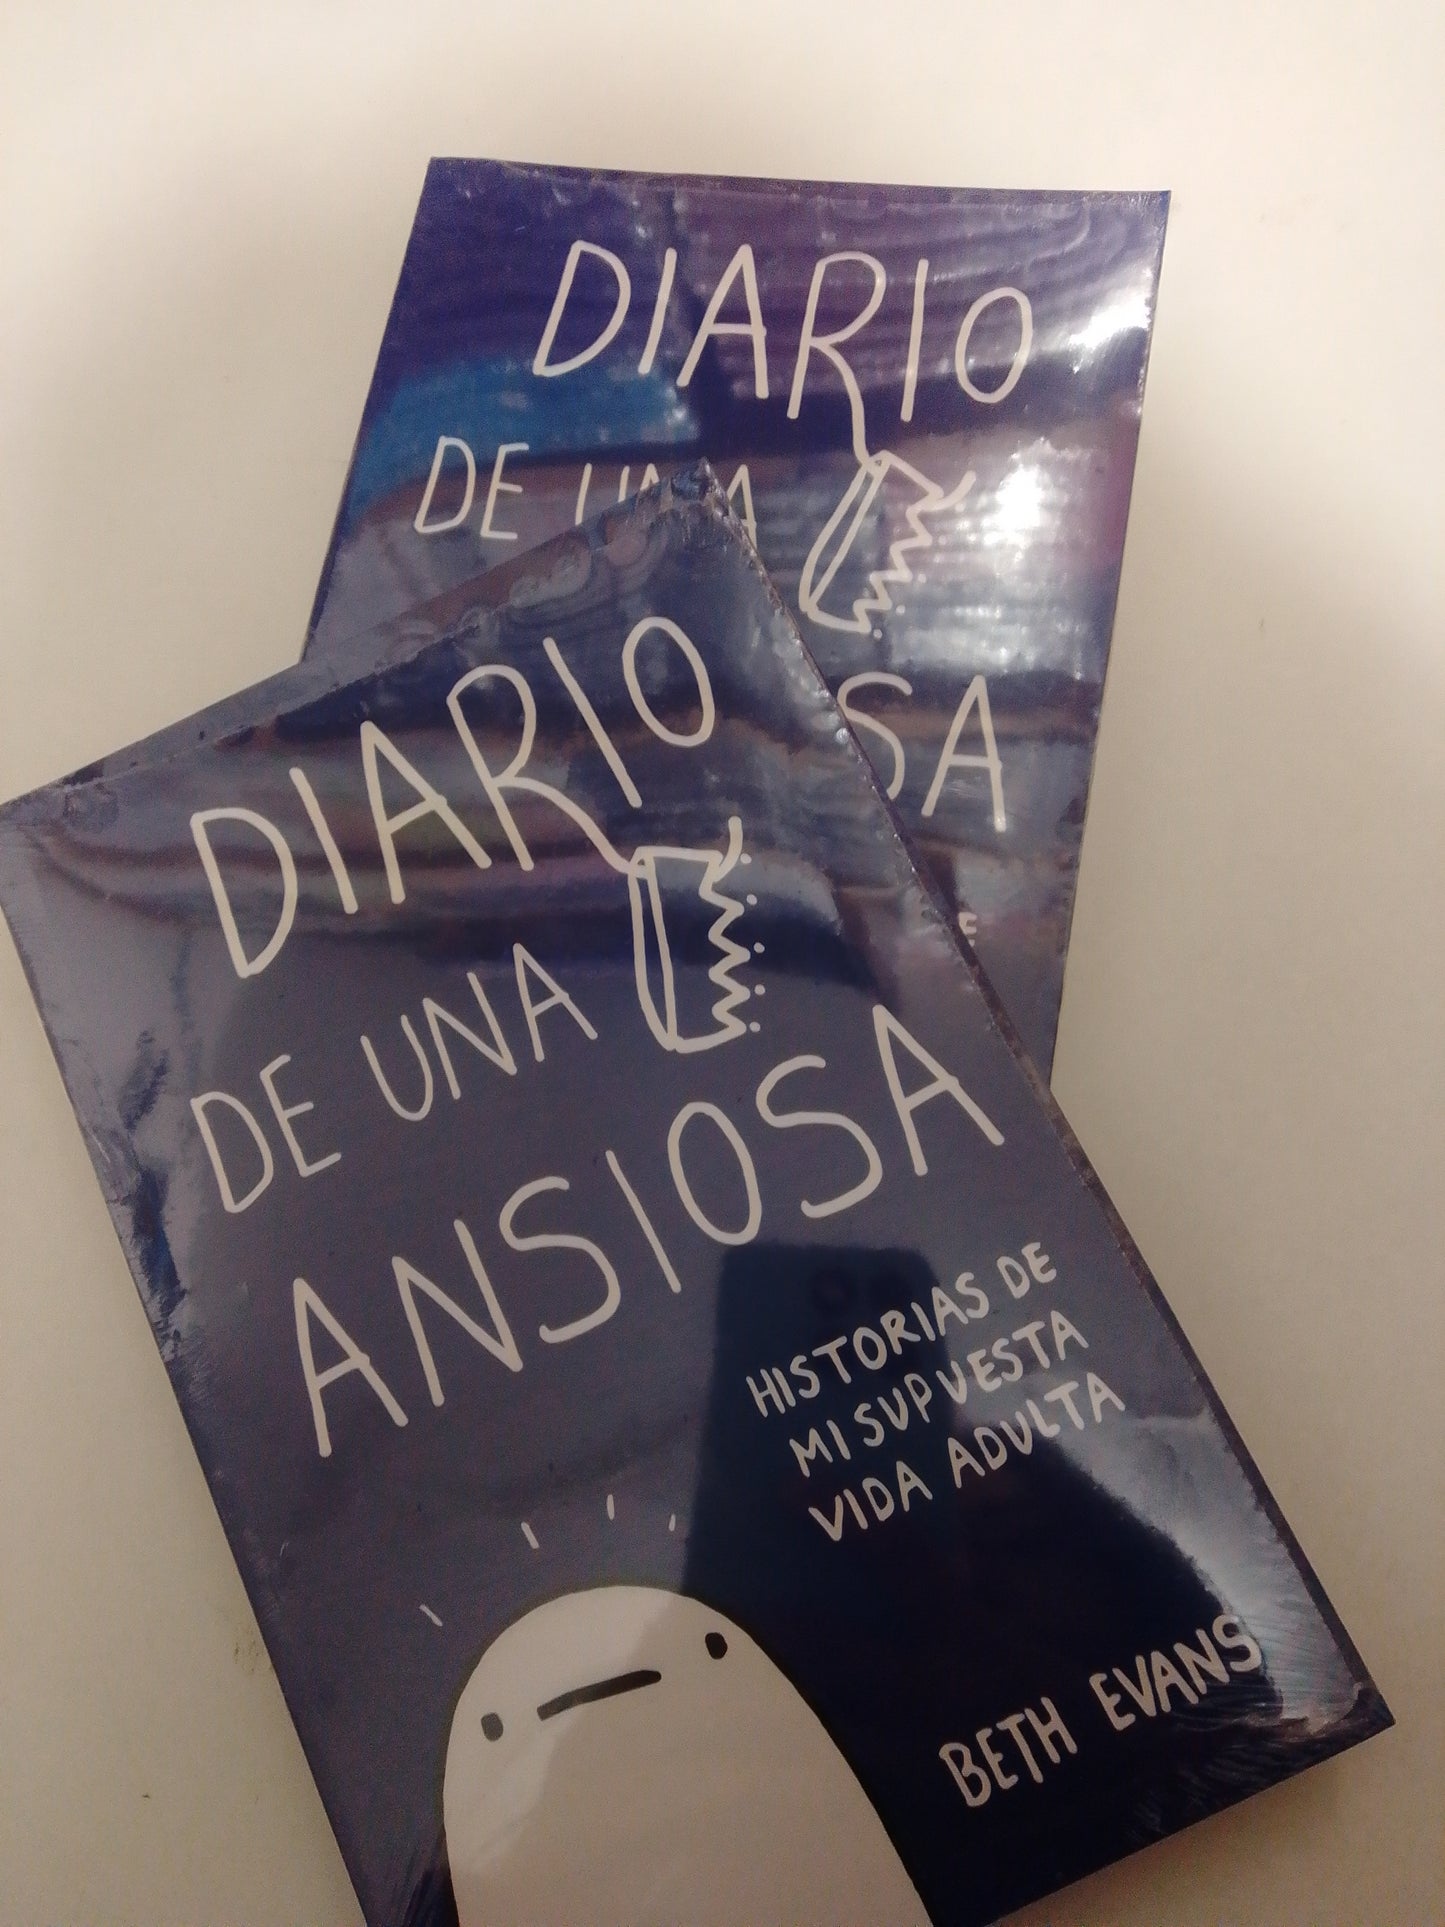 DIARIO
DE UNA
SA
DIARIO
DE UNA
ANSIOSA
HISTORIAS DE
MI SUPUESTA
VIDA ADULTA
BETH EVANS